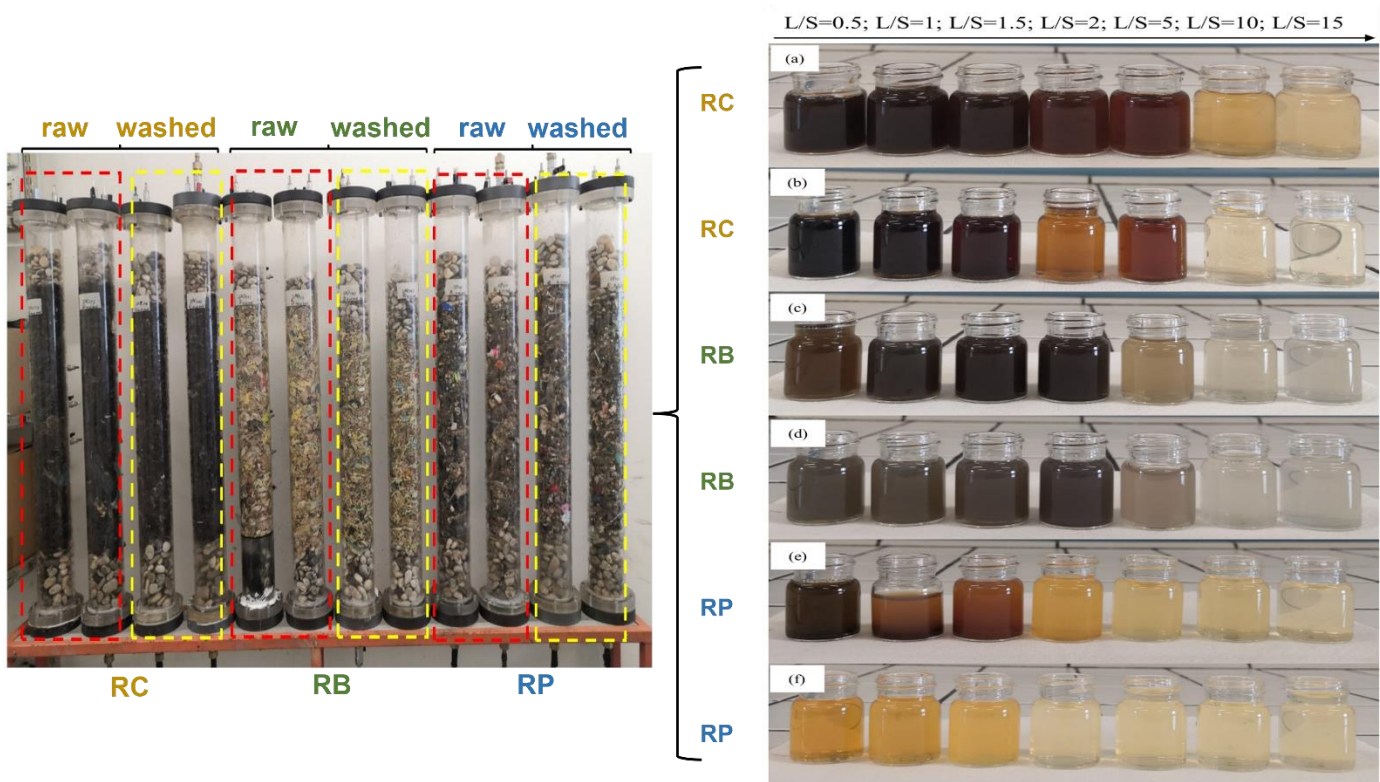 L/S=0.5; L/S=1; L/S=1.5; L/S=2; L/S=5; L/S=10; L/S=15
raw washed raw washed raw washed
RC RB RP
RC
(a)
RC
(b)
RB
(c)
RB
(d)
RP
(e)
RP
(f)